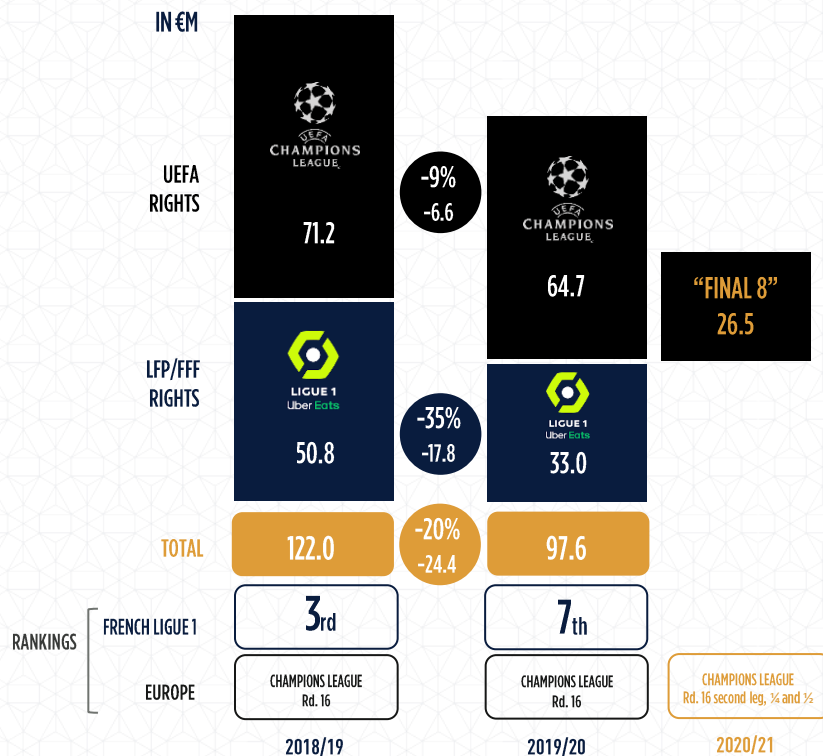 IN €M
UEFA
CHAMPIONS
LEAGUE
71.2
UEFA
RIGHTS
-9%
-6.6
UEFA
CHAMPIONS
LEAGUE
64.7
"FINAL 8"
26.5
LFP/FFF
RIGHTS
LIGUE 1
Uber Eats
50.8
-35%
-17.8
LIGUE 1
Uber Eats
33.0
TOTAL
122.0
-20%
-24.4
97.6
RANKINGS
FRENCH LIGUE 1
3rd
7th
EUROPE
CHAMPIONS LEAGUE
Rd. 16
CHAMPIONS LEAGUE
Rd. 16
CHAMPIONS LEAGUE
Rd. 16 second leg, ¼ and ½
2018/19
2019/20
2020/21